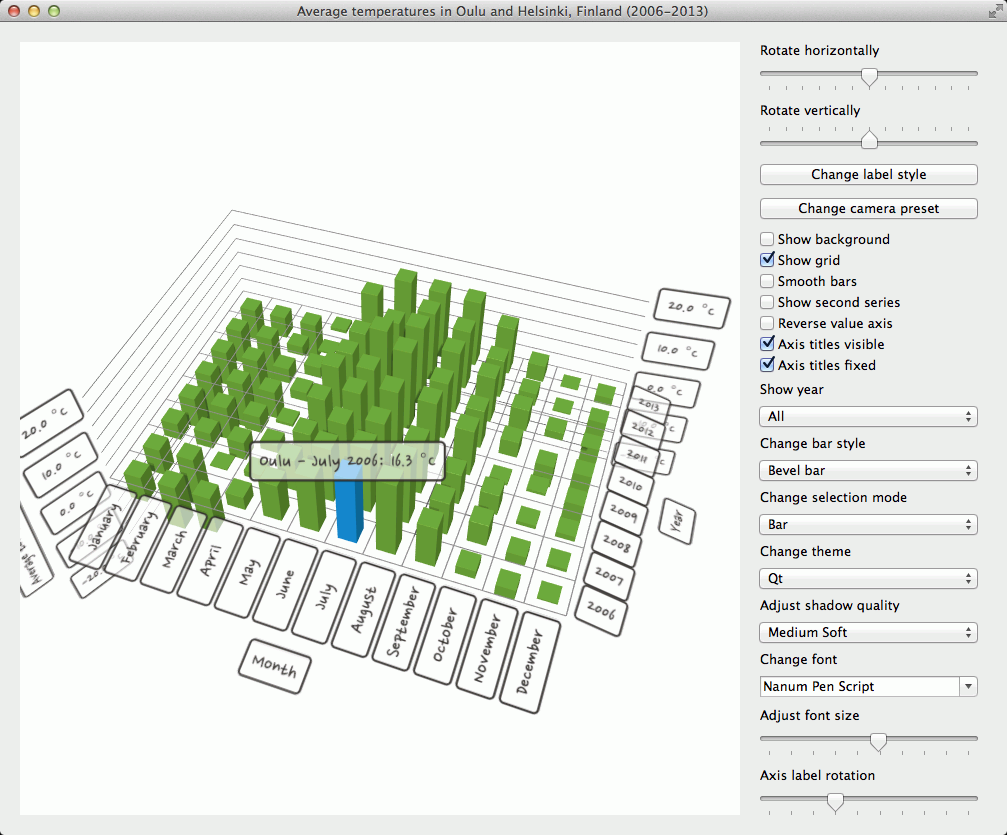 Average temperatures in Oulu and Helsinki, Finland (2006-2013)
Rotate horizontally
Rotate vertically
Change label style
Change camera preset
Show background
Show grid
Smooth bars
Show second series
Reverse value axis
Axis titles visible
Axis titles fixed
Show year
All
Change bar style
Bevel bar
Change selection mode
Bar
Change theme
Qt
Adjust shadow quality
Medium Soft
Change font
Nanum Pen Script
Adjust font size
Axis label rotation
20.0 °C
10.0 °C
0.0 °C
2013
2012
2011
2010
2009
2008
2007
2006
Year
20.0 °C
10.0 °C
0.0 °C
Oulu - July 2006: 16.3 °C
January
February
March
April
May
June
July
August
September
October
November
December
Month